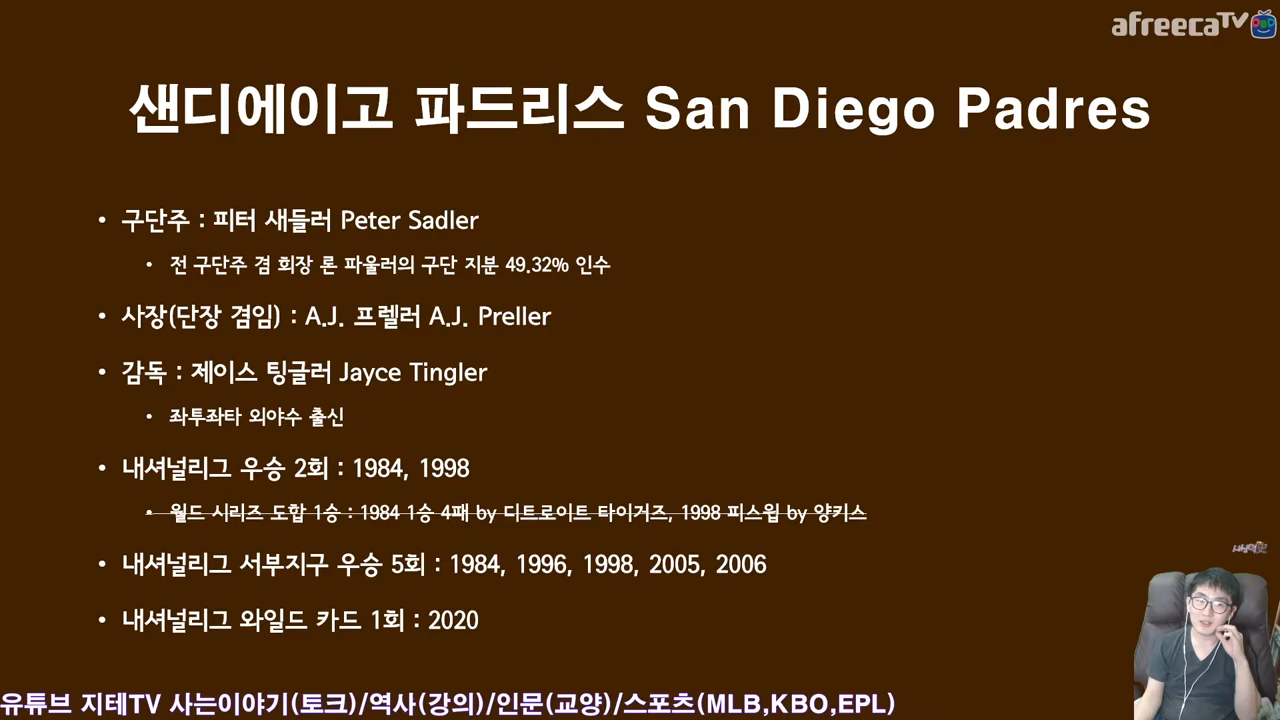 afreecaTV
샌디에이고 파드리스 San Diego Padres
• 구단주 : 피터 새들러 Peter Sadler
• 전 구단주 겸 회장 론 파울러의 구단 지분 49.32% 인수
• 사장(단장 겸임) : A.J. 프렐러 A.J. Preller
• 감독 : 제이스 팅글러 Jayce Tingler
• 좌투좌타 외야수 출신
• 내셔널리그 우승 2회 : 1984, 1998
• 월드 시리즈 도합 1승 : 1984 1승 4패 by 디트로이트 타이거즈, 1998 피스윕 by 양키스
• 내셔널리그 서부지구 우승 5회 : 1984, 1996, 1998, 2005, 2006
• 내셔널리그 와일드 카드 1회 : 2020
유튜브 지테TV 사는이야기(토크)/역사(강의)/인문(교양)/스포츠(MLB,KBO,EPL)